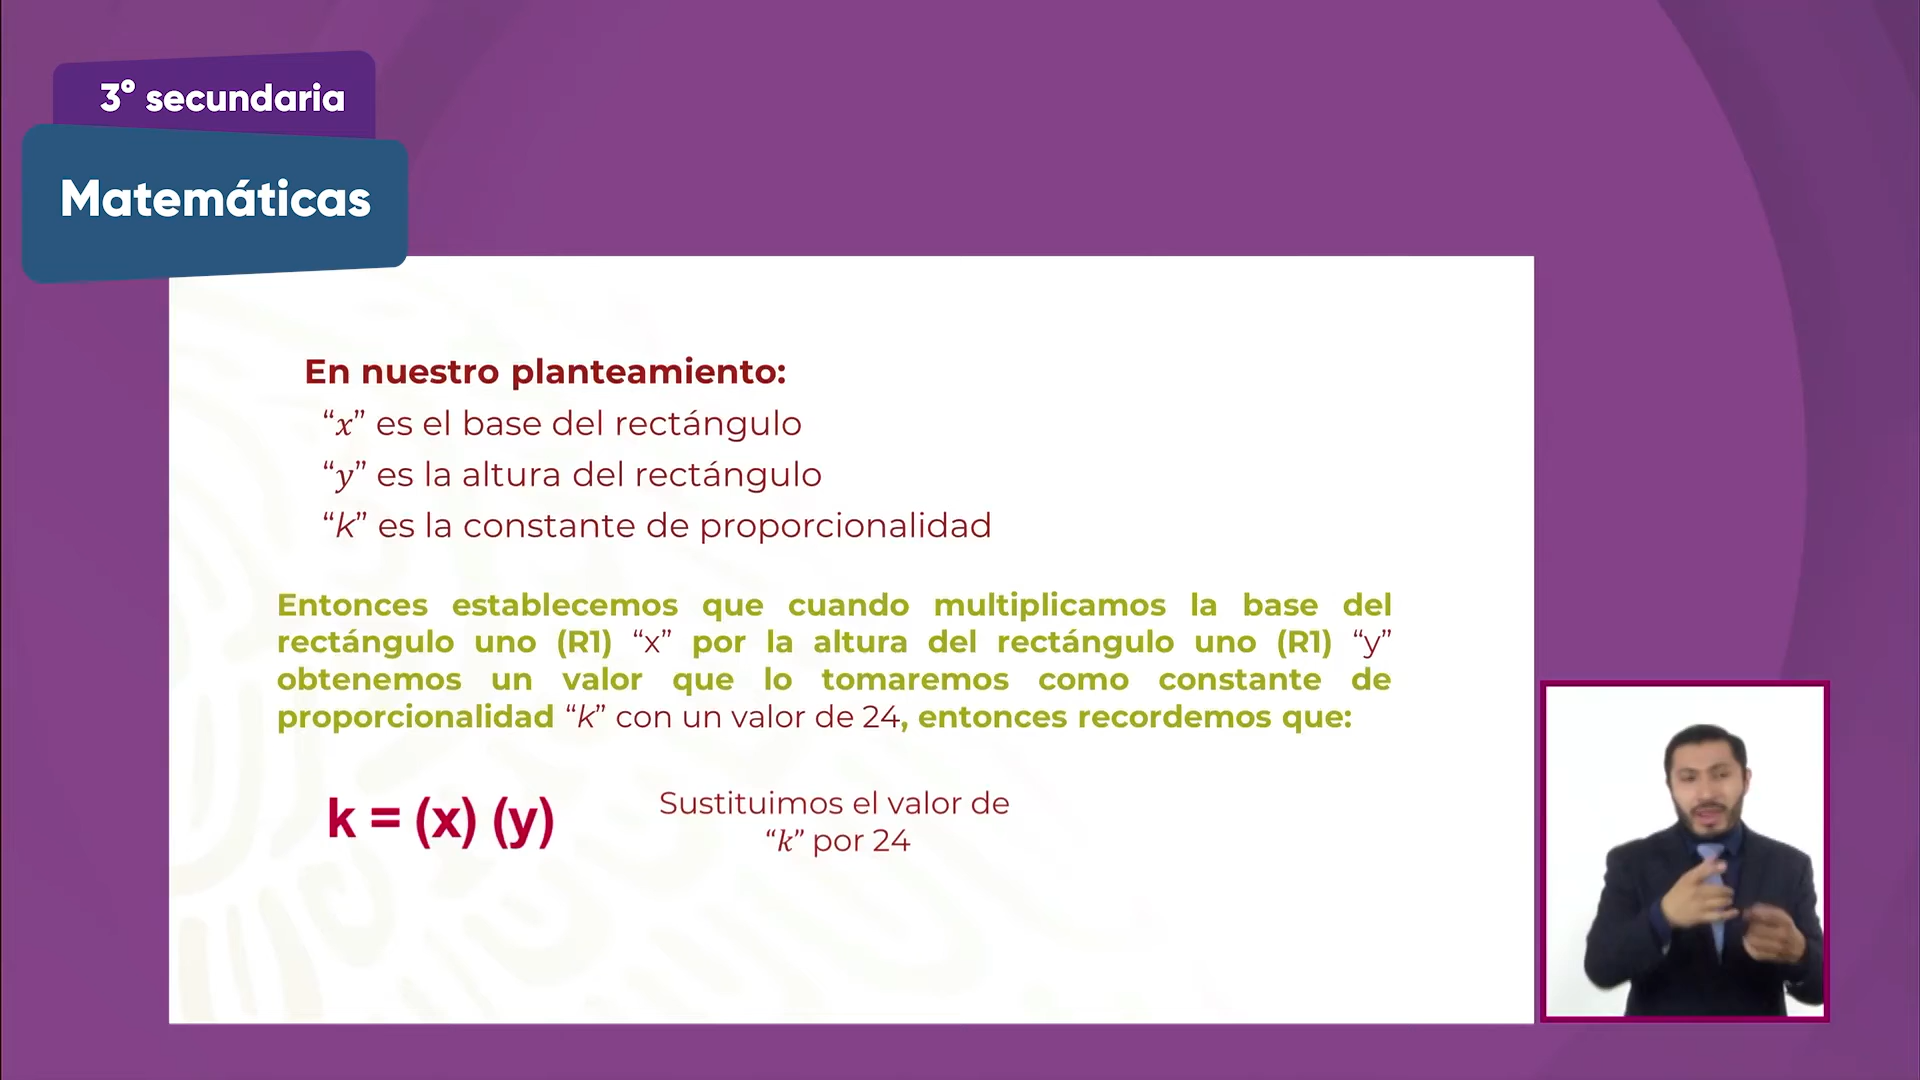 3° secundaria
Matemáticas
En nuestro planteamiento:
“x” es el base del rectángulo
“y” es la altura del rectángulo
“k” es la constante de proporcionalidad
Entonces establecemos que cuando multiplicamos la base del
rectángulo uno (R1) “x” por la altura del rectángulo uno (R1) “y”
obtenemos un valor que lo tomaremos como constante de
proporcionalidad “k” con un valor de 24, entonces recordemos que:
k = (x) (y)
Sustituimos el valor de
“k” por 24